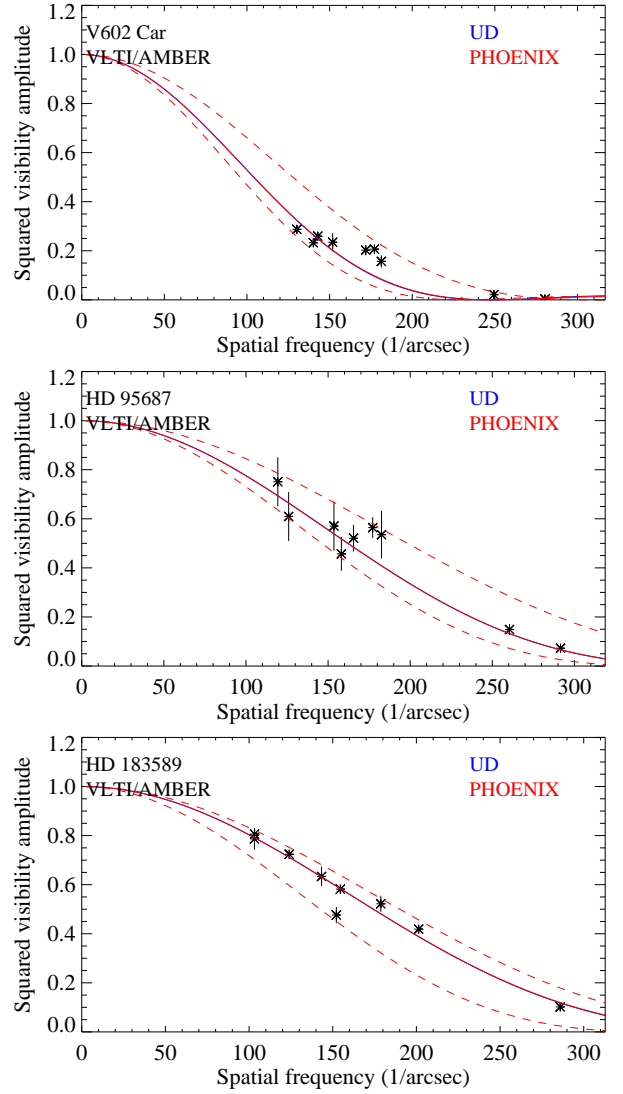 V602 Car UD
VLTI/AMBER PHOENIX
1.2
1.0
0.8
0.6
0.4
0.2
0.0
Squared visibility amplitude
0 50 100 150 200 250 300
Spatial frequency (1/arcsec)
HD 95687 UD
VLTI/AMBER PHOENIX
1.2
1.0
0.8
0.6
0.4
0.2
0.0
Squared visibility amplitude
0 50 100 150 200 250 300
Spatial frequency (1/arcsec)
HD 183589 UD
VLTI/AMBER PHOENIX
1.2
1.0
0.8
0.6
0.4
0.2
0.0
Squared visibility amplitude
0 50 100 150 200 250 300
Spatial frequency (1/arcsec)